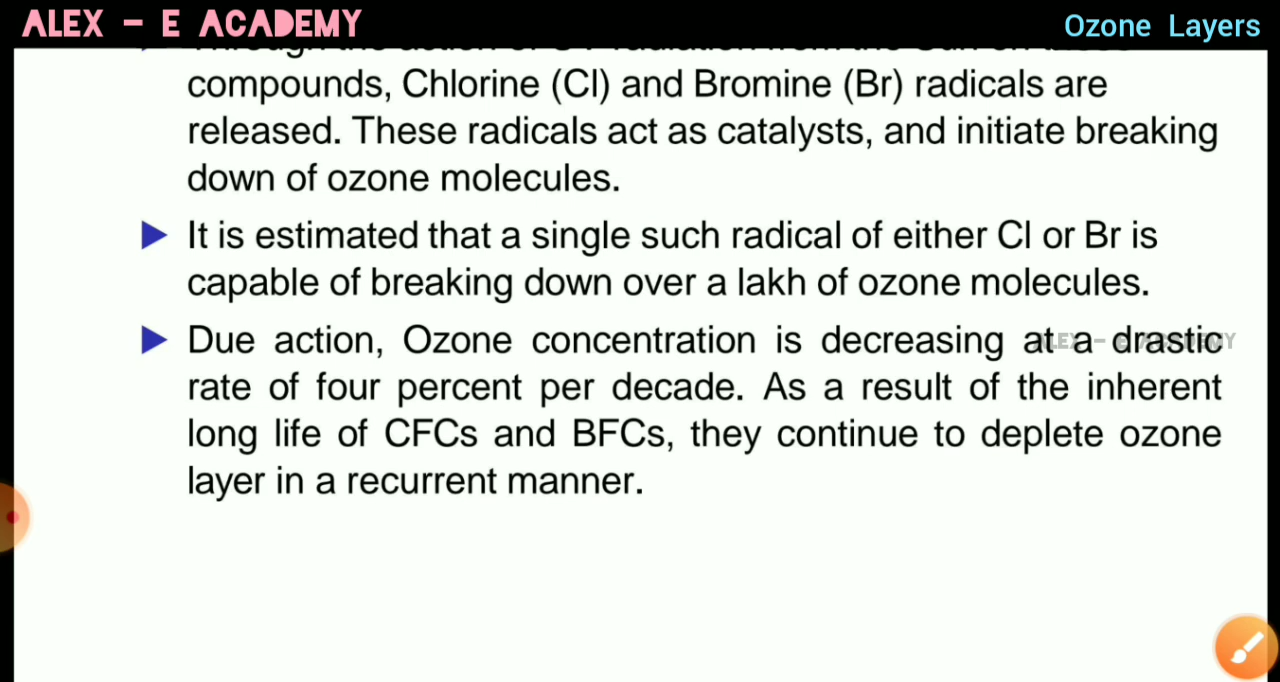 ALEX - E ACADEMY
Ozone Layers
compounds, Chlorine (Cl) and Bromine (Br) radicals are
released. These radicals act as catalysts, and initiate breaking
down of ozone molecules.
It is estimated that a single such radical of either Cl or Br is
capable of breaking down over a lakh of ozone molecules.
Due action, Ozone concentration is decreasing at a drastic
ALEX - E ACADEMY
rate of four percent per decade. As a result of the inherent
long life of CFCs and BFCs, they continue to deplete ozone
layer in a recurrent manner.